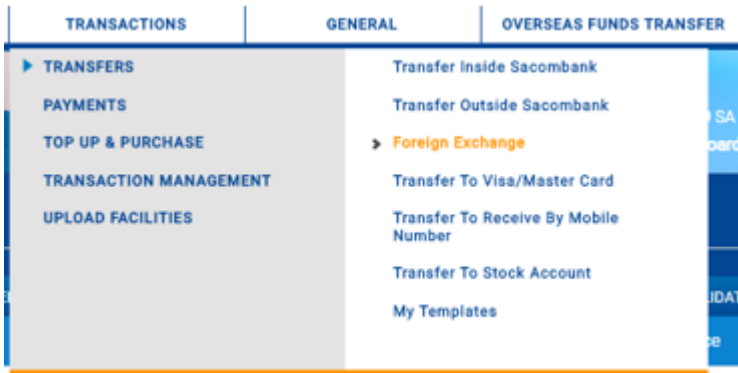 TRANSACTIONS
GENERAL
OVERSEAS FUNDS TRANSFER
TRANSFERS
PAYMENTS
TOP UP & PURCHASE
TRANSACTION MANAGEMENT
UPLOAD FACILITIES
Transfer Inside Sacombank
Transfer Outside Sacombank
Foreign Exchange
Transfer To Visa/Master Card
Transfer To Receive By Mobile
Number
Transfer To Stock Account
My Templates
SA